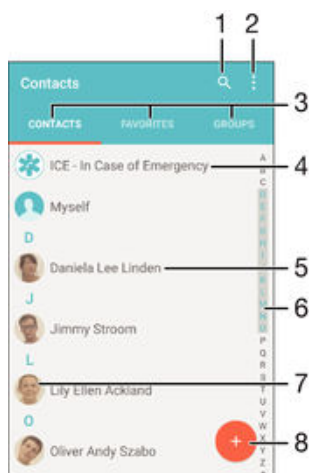 1 2
Contacts
3
CONTACTS FAVORITES GROUPS
ICE - In Case of Emergency 4
Myself
D
Daniela Lee Linden 5
J
Jimmy Stroom
6
L
Lily Ellen Ackland
7
O
Oliver Andy Szabo
8
A
B
C
D
E
F
G
H
I
J
K
L
M
N
O
P
Q
R
S
T
U
V
W
X
Y
Z